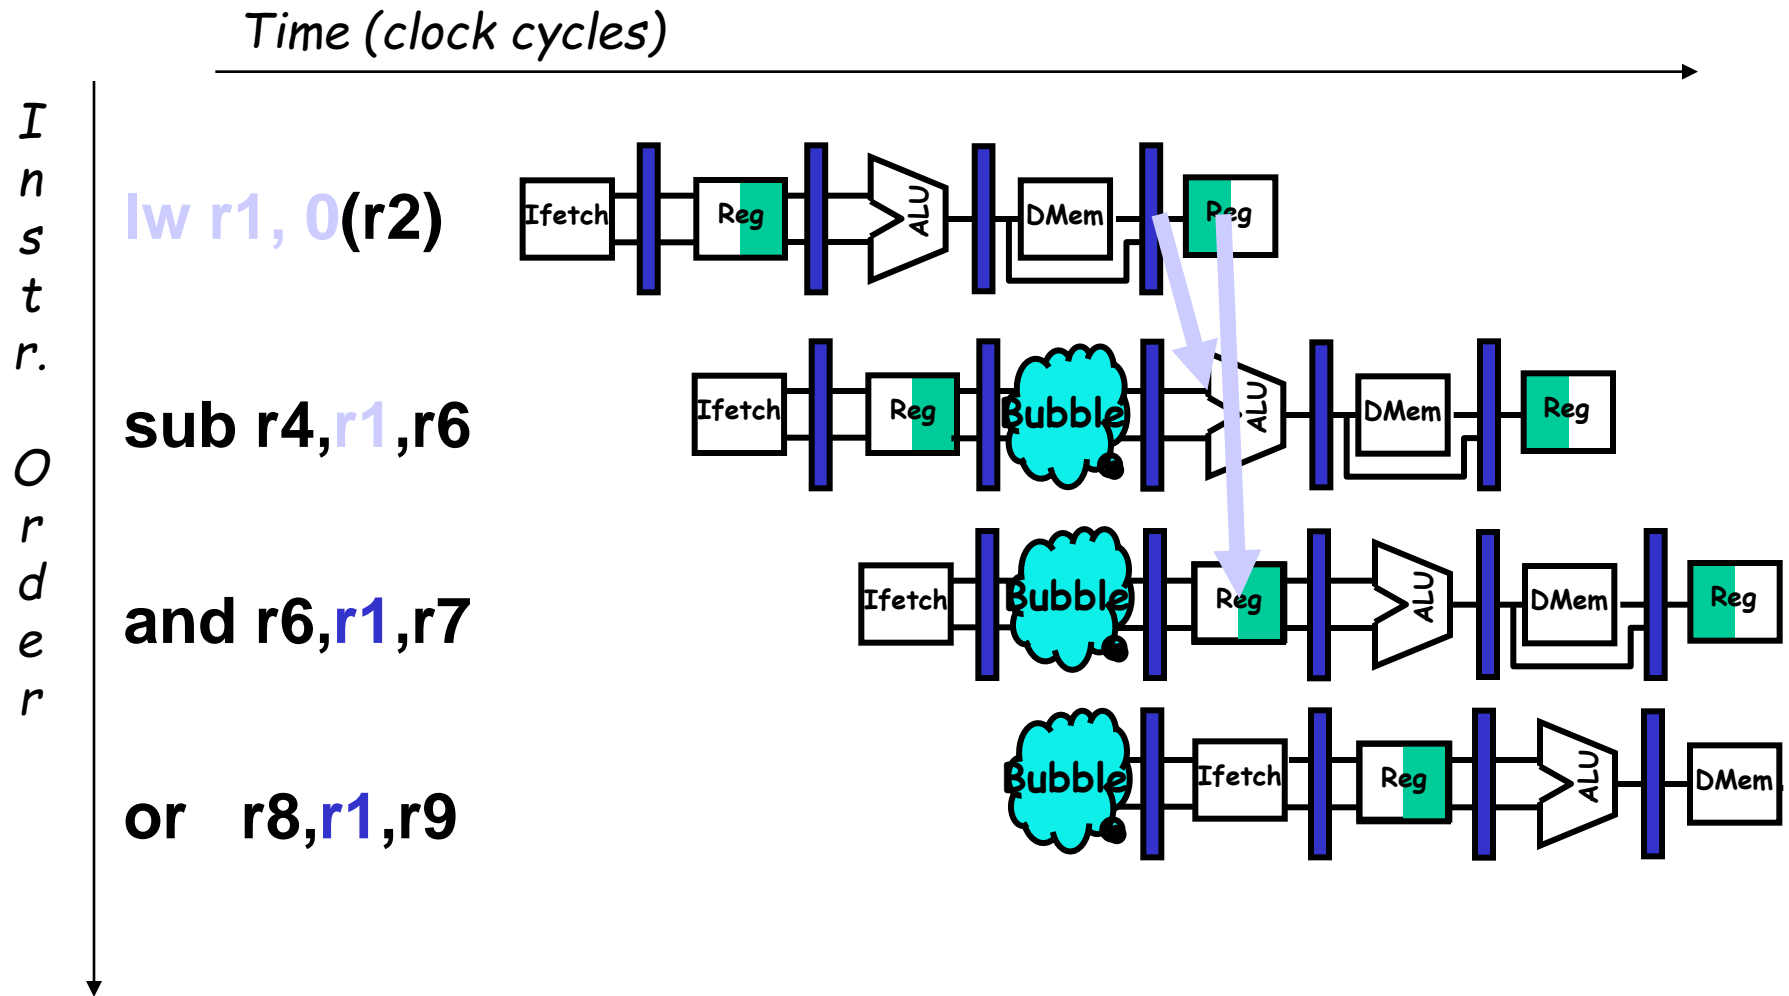 Time (clock cycles)
Instr. Order
lw r1, 0(r2)
Ifetch Reg ALU DMem Reg
sub r4,r1,r6
Ifetch Reg Bubble ALU DMem Reg
and r6,r1,r7
Ifetch Bubble Reg ALU DMem Reg
or r8,r1,r9
Bubble Ifetch Reg ALU DMem